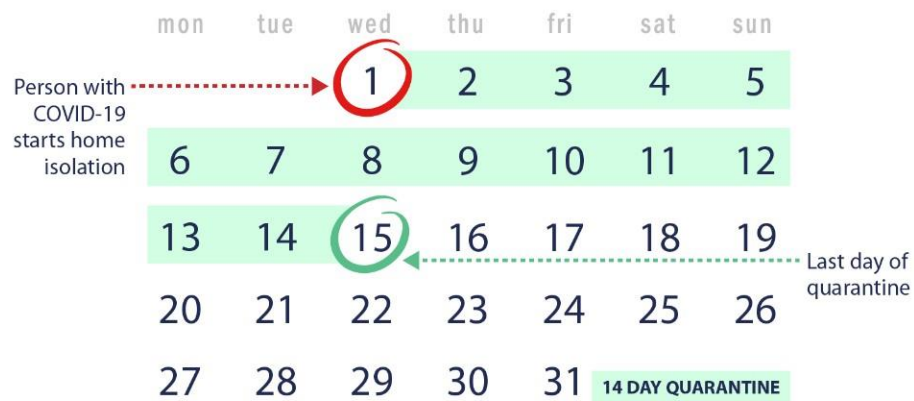 mon tue wed thu fri sat sun
Person with
COVID-19
starts home
isolation
1 2 3 4 5
6 7 8 9 10 11 12
13 14 15 16 17 18 19
Last day of
quarantine
20 21 22 23 24 25 26
27 28 29 30 31 14 DAY QUARANTINE